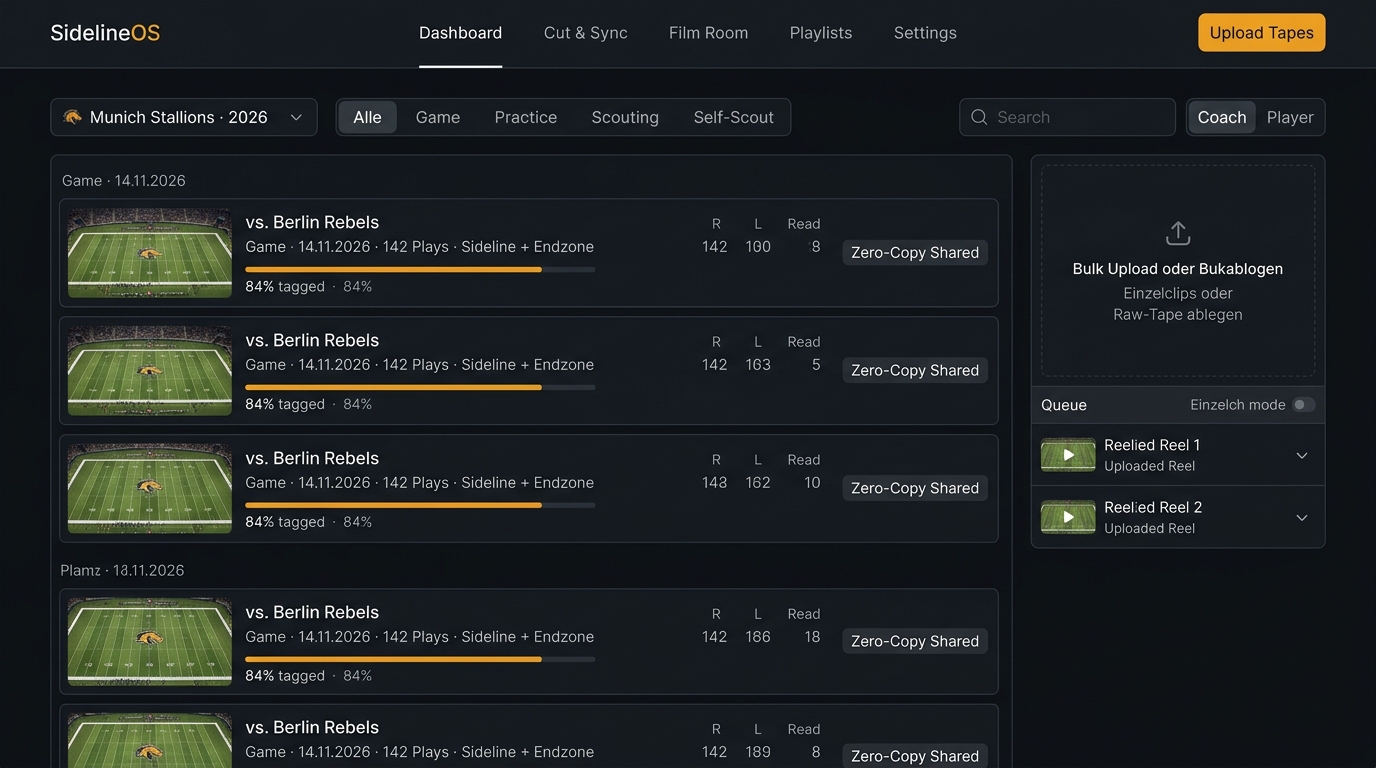 SidelineOS
Dashboard
Cut & Sync
Film Room
Playlists
Settings
Upload Tapes
Munich Stallions · 2026
Alle
Game
Practice
Scouting
Self-Scout
Search
Coach
Player
Game · 14.11.2026
vs. Berlin Rebels
Game · 14.11.2026 · 142 Plays · Sideline + Endzone
84% tagged · 84%
R L Read
142 160 8
Zero-Copy Shared
vs. Berlin Rebels
Game · 14.11.2026 · 142 Plays · Sideline + Endzone
84% tagged · 84%
R L Read
142 163 5
Zero-Copy Shared
vs. Berlin Rebels
Game · 14.11.2026 · 142 Plays · Sideline + Endzone
84% tagged · 84%
R L Read
148 162 10
Zero-Copy Shared
Plamz · 18.11.2026
vs. Berlin Rebels
Game · 14.11.2026 · 142 Plays · Sideline + Endzone
84% tagged · 84%
R L Read
142 186 18
Zero-Copy Shared
vs. Berlin Rebels
Game · 14.11.2026 · 142 Plays · Sideline + Endzone
R L Read
142 189 8
Zero-Copy Shared
Bulk Upload oder Bukablogen
Einzelclips oder
Raw-Tape ablegen
Queue
Einzelch mode
Reelied Reel 1
Uploaded Reel
Reelied Reel 2
Uploaded Reel